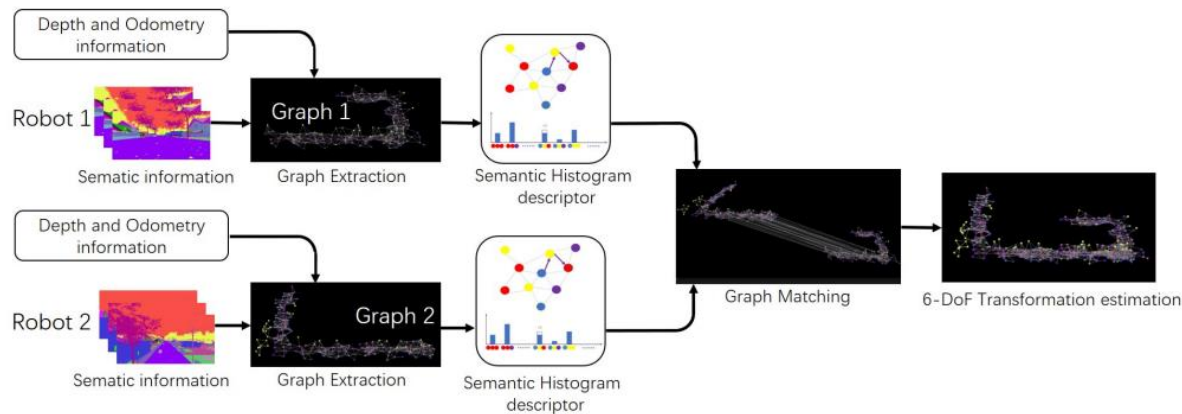 Depth and Odometry
information
Robot 1
Sematic information
Graph 1
Graph Extraction
Semantic Histogram
descriptor
Depth and Odometry
information
Robot 2
Sematic information
Graph 2
Graph Extraction
Semantic Histogram
descriptor
Graph Matching
6-DoF Transformation estimation